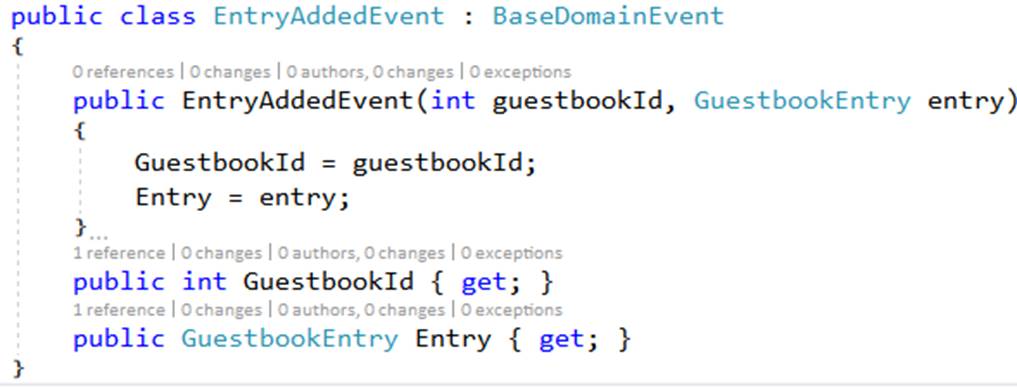 public class EntryAddedEvent : BaseDomainEvent
{
0 references | 0 changes | 0 authors, 0 changes | 0 exceptions
public EntryAddedEvent(int guestbookId, GuestbookEntry entry)
{
GuestbookId = guestbookId;
Entry = entry;
}...
1 reference | 0 changes | 0 authors, 0 changes | 0 exceptions
public int GuestbookId { get; }
1 reference | 0 changes | 0 authors, 0 changes | 0 exceptions
public GuestbookEntry Entry { get; }
}